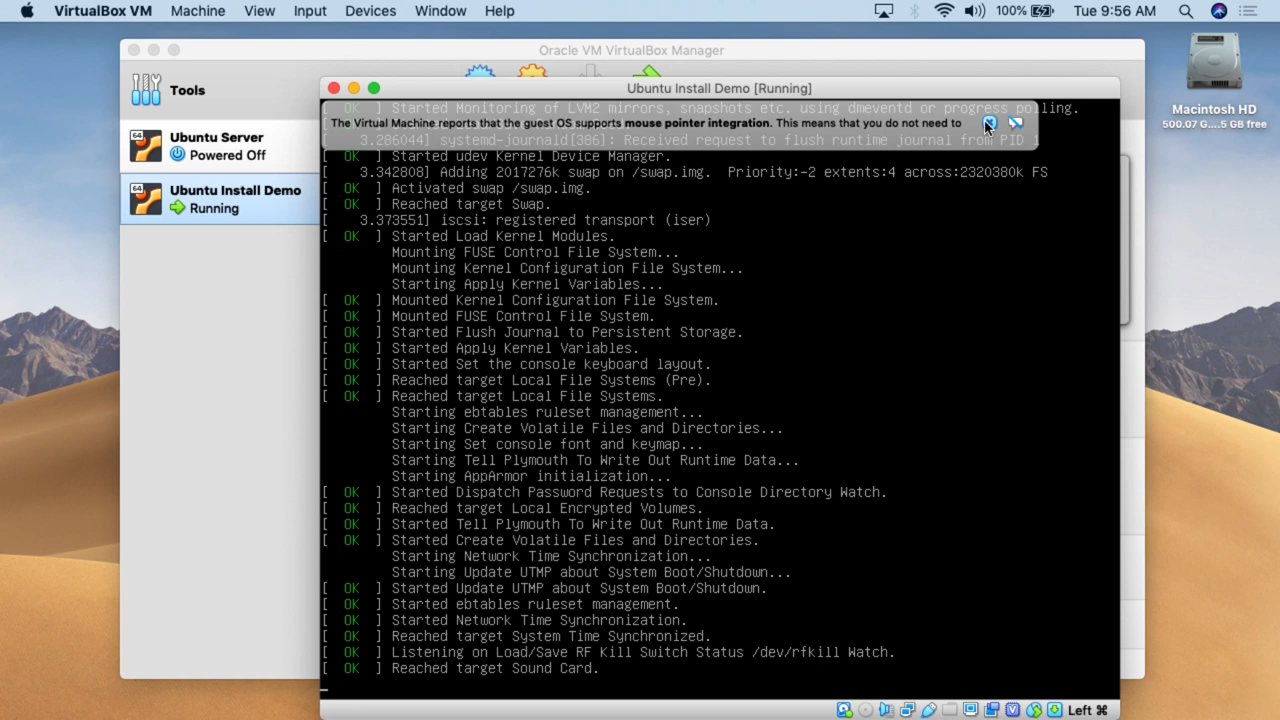 VirtualBox VM Machine View Input Devices Window Help 100% Tue 9:56 AM
Oracle VM VirtualBox Manager
Tools
64
Ubuntu Server
Powered Off
64
Ubuntu Install Demo
Running
Macintosh HD
500.07 G....5 GB free
Ubuntu Install Demo [Running]
[ OK ] Started Monitoring of LVM2 mirrors, snapshots etc. using dmeventd or progress polling.
The Virtual Machine reports that the guest OS supports mouse pointer integration. This means that you do not need to
[ 3.286044] systemd-journald[386]: Received request to flush runtime journal from PID 1
[ OK ] Started udev Kernel Device Manager.
[ 3.342808] Adding 2017276k swap on /swap.img. Priority:-2 extents:4 across:2320380k FS
[ OK ] Activated swap /swap.img.
[ OK ] Reached target Swap.
[ 3.373551] iscsi: registered transport (iser)
[ OK ] Started Load Kernel Modules.
Mounting FUSE Control File System...
Mounting Kernel Configuration File System...
Starting Apply Kernel Variables...
[ OK ] Mounted Kernel Configuration File System.
[ OK ] Mounted FUSE Control File System.
[ OK ] Started Flush Journal to Persistent Storage.
[ OK ] Started Apply Kernel Variables.
[ OK ] Started Set the console keyboard layout.
[ OK ] Reached target Local File Systems (Pre).
[ OK ] Reached target Local File Systems.
Starting ebtables ruleset management...
Starting Create Volatile Files and Directories...
Starting Set console font and keymap...
Starting Tell Plymouth To Write Out Runtime Data...
Starting AppArmor initialization...
[ OK ] Started Dispatch Password Requests to Console Directory Watch.
[ OK ] Reached target Local Encrypted Volumes.
[ OK ] Started Tell Plymouth To Write Out Runtime Data.
[ OK ] Started Create Volatile Files and Directories.
Starting Network Time Synchronization...
Starting Update UTMP about System Boot/Shutdown...
[ OK ] Started Update UTMP about System Boot/Shutdown.
[ OK ] Started ebtables ruleset management.
[ OK ] Started Network Time Synchronization.
[ OK ] Reached target System Time Synchronized.
[ OK ] Listening on Load/Save RF Kill Switch Status /dev/rfkill Watch.
[ OK ] Reached target Sound Card.
Left ⌘